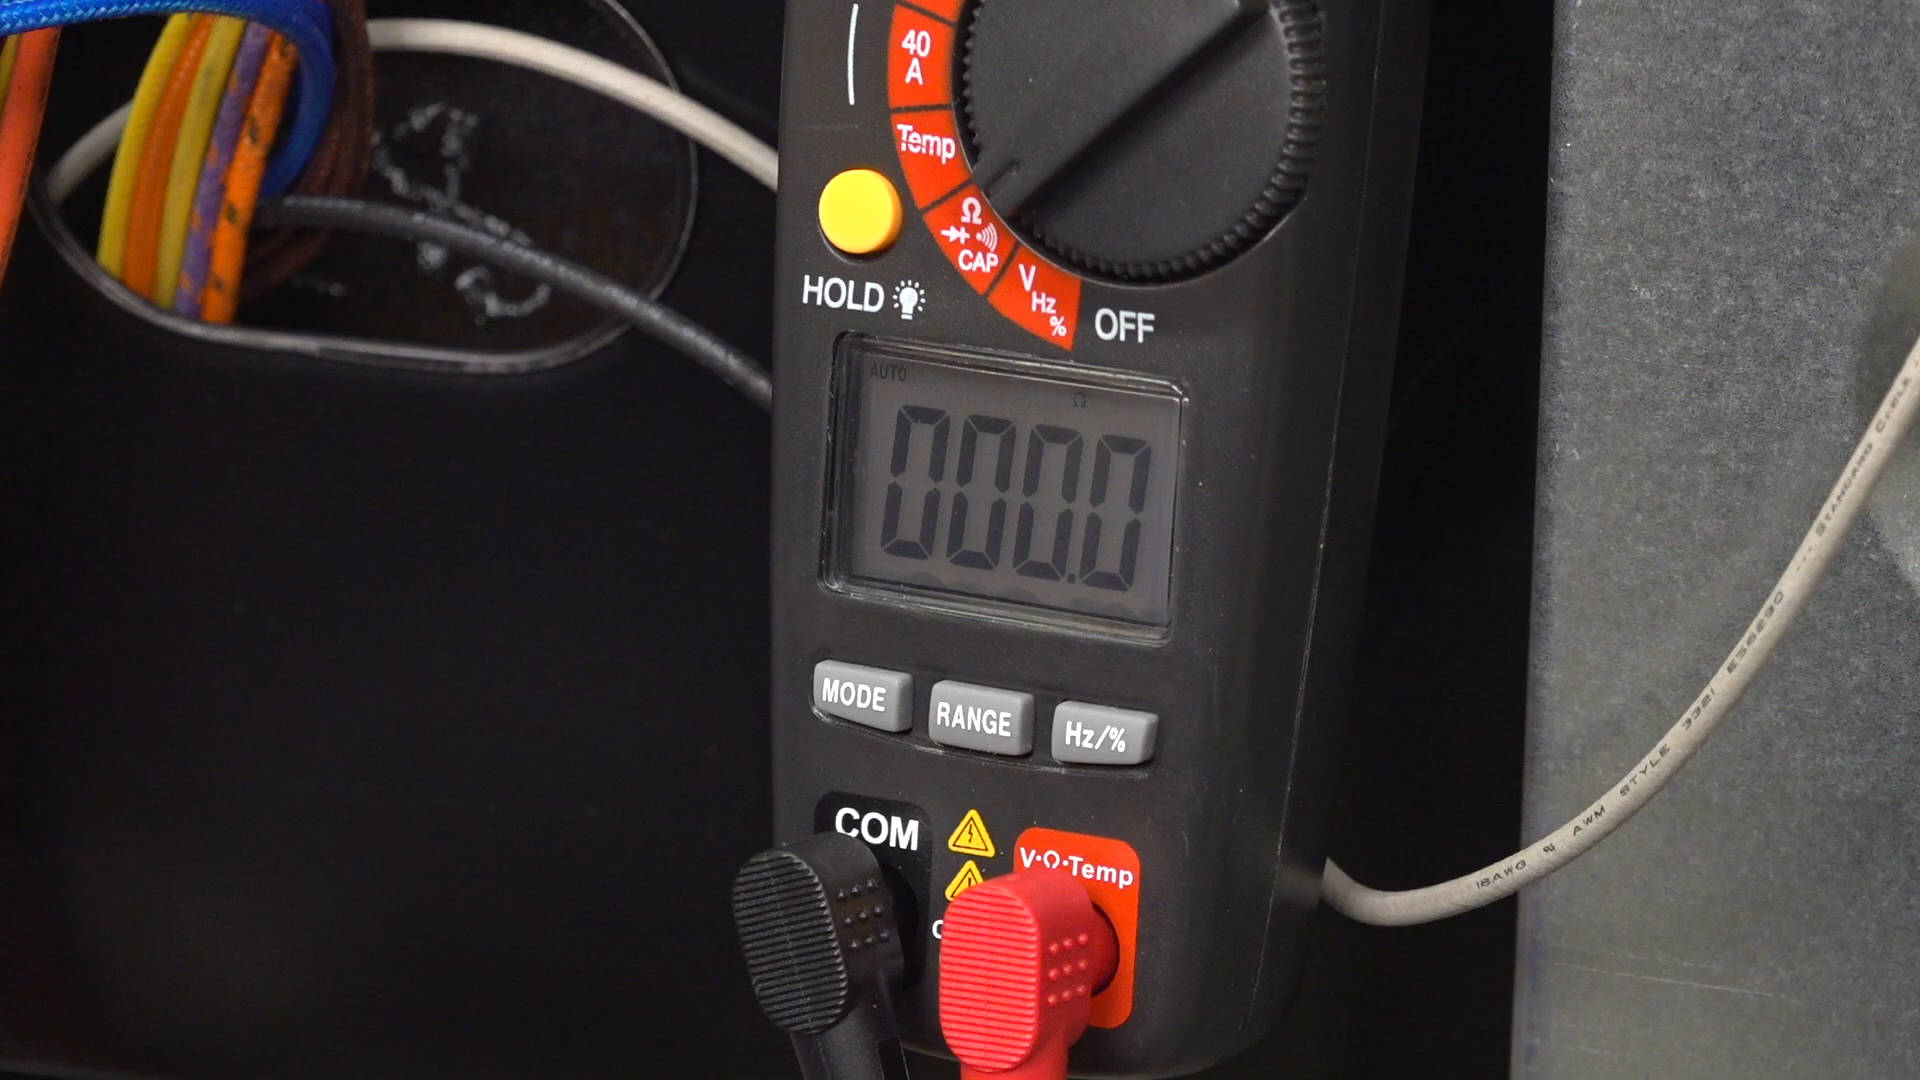 40
A
Temp
Ω
CAP
V
Hz
%
OFF
HOLD
AUTO
Ω
000.0
MODE
RANGE
Hz/%
COM
V·Ω·Temp
18AWG AWM STYLE 3321 E56690 --- STANDARD